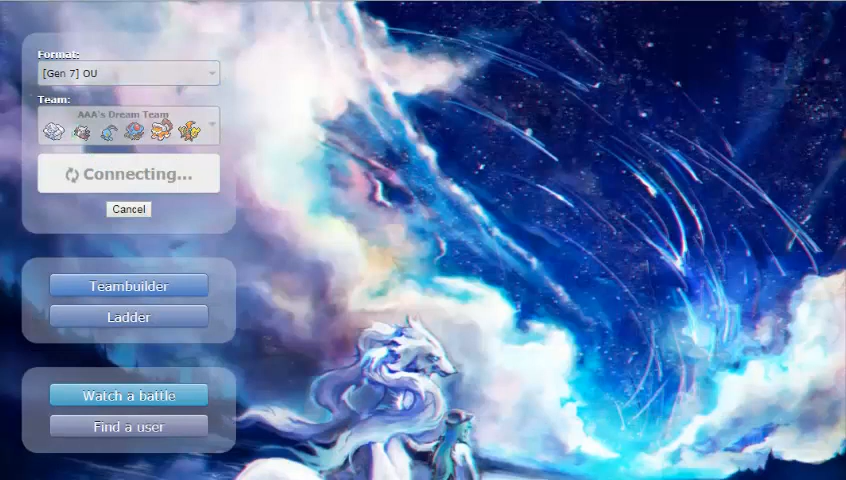 Format:
[Gen 7] OU
Team:
AAA's Dream Team
Connecting...
Cancel
Teambuilder
Ladder
Watch a battle
Find a user